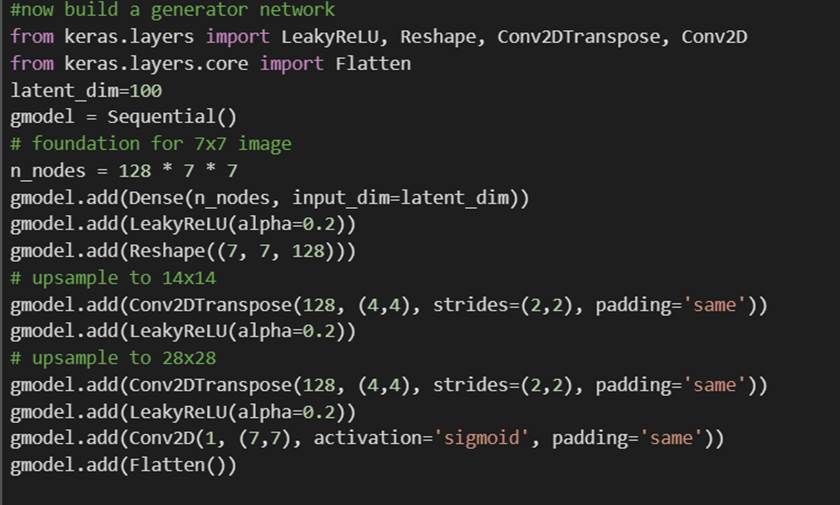 #now build a generator network
from keras.layers import LeakyReLU, Reshape, Conv2DTranspose, Conv2D
from keras.layers.core import Flatten
latent_dim=100
gmodel = Sequential()
# foundation for 7x7 image
n_nodes = 128 * 7 * 7
gmodel.add(Dense(n_nodes, input_dim=latent_dim))
gmodel.add(LeakyReLU(alpha=0.2))
gmodel.add(Reshape((7, 7, 128)))
# upsample to 14x14
gmodel.add(Conv2DTranspose(128, (4,4), strides=(2,2), padding='same'))
gmodel.add(LeakyReLU(alpha=0.2))
# upsample to 28x28
gmodel.add(Conv2DTranspose(128, (4,4), strides=(2,2), padding='same'))
gmodel.add(LeakyReLU(alpha=0.2))
gmodel.add(Conv2D(1, (7,7), activation='sigmoid', padding='same'))
gmodel.add(Flatten())